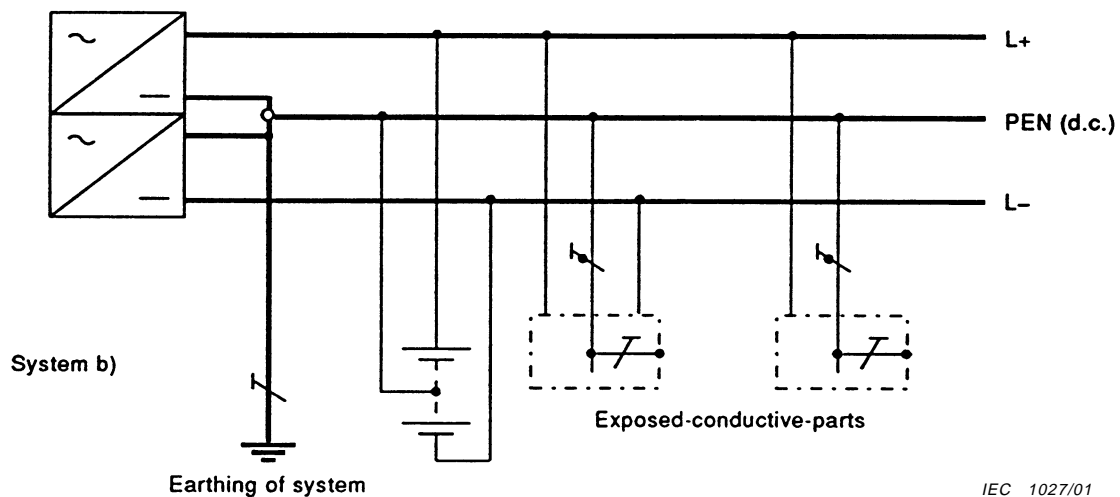 L+
PEN (d.c.)
L–
System b)
Exposed-conductive-parts
Earthing of system
IEC 1027/01